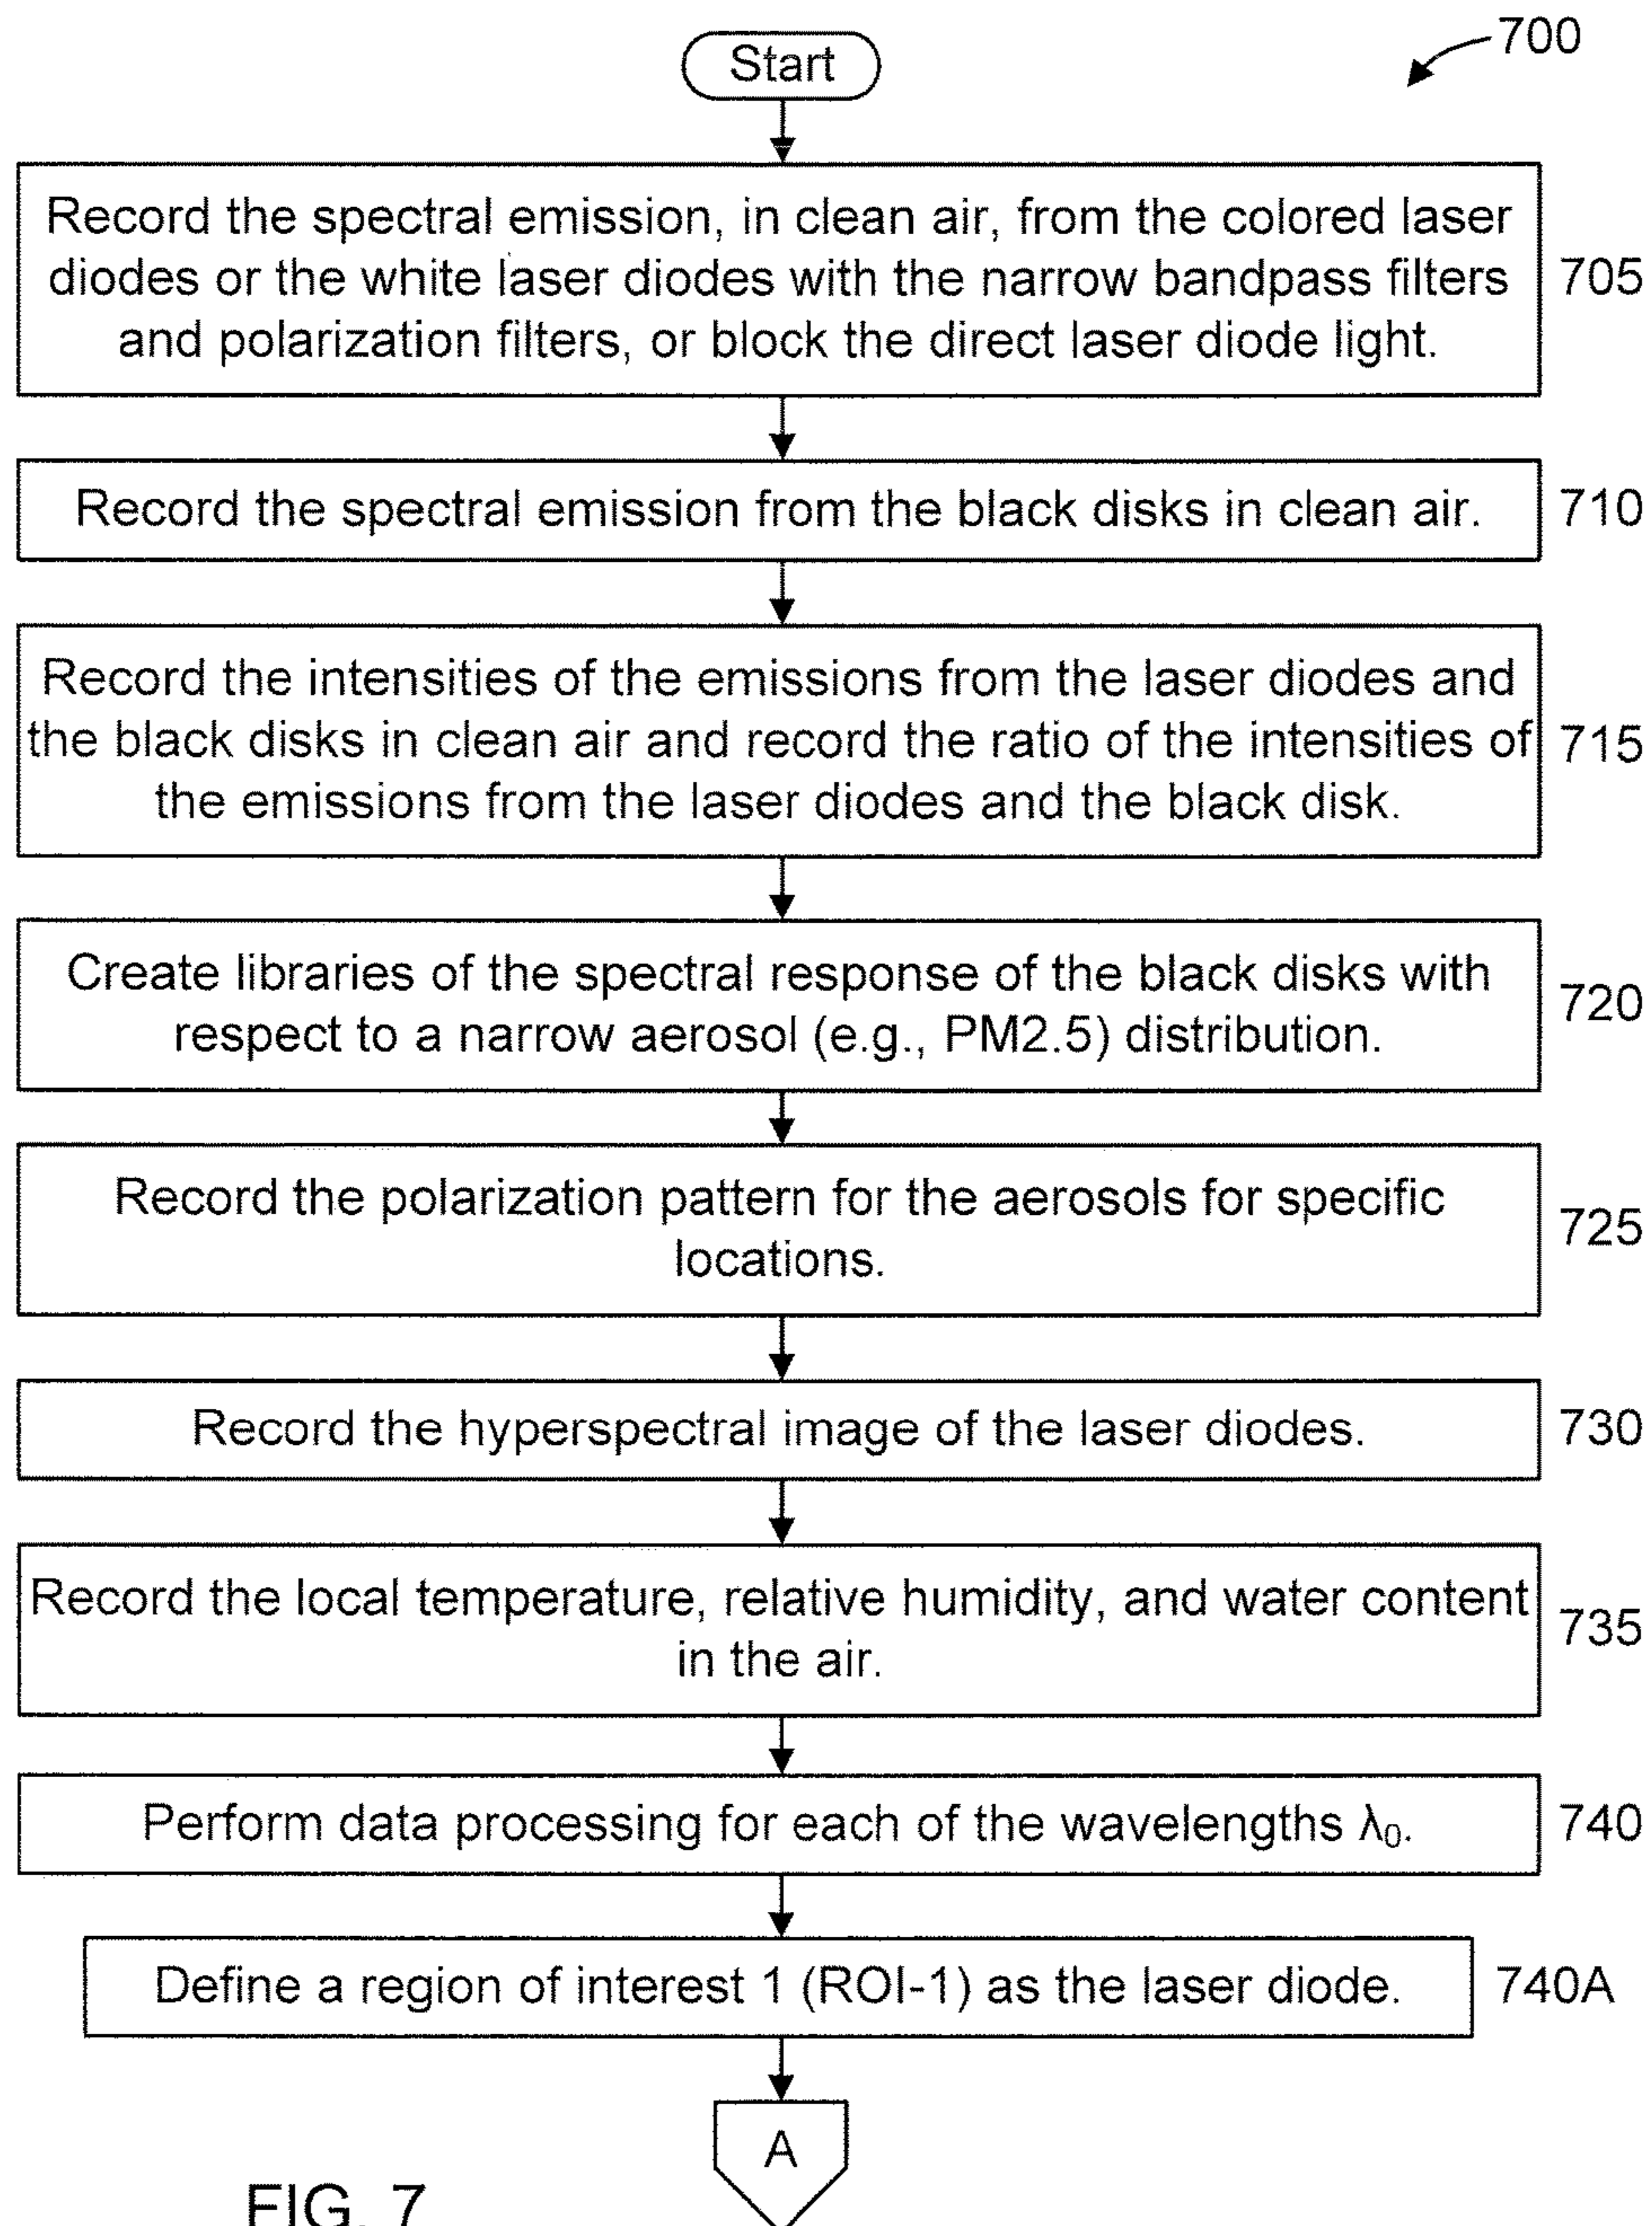 700
Start
Record the spectral emission, in clean air, from the colored laser
diodes or the white laser diodes with the narrow bandpass filters
and polarization filters, or block the direct laser diode light.
705
Record the spectral emission from the black disks in clean air.
710
Record the intensities of the emissions from the laser diodes and
the black disks in clean air and record the ratio of the intensities of
the emissions from the laser diodes and the black disk.
715
Create libraries of the spectral response of the black disks with
respect to a narrow aerosol (e.g., PM2.5) distribution.
720
Record the polarization pattern for the aerosols for specific
locations.
725
Record the hyperspectral image of the laser diodes.
730
Record the local temperature, relative humidity, and water content
in the air.
735
Perform data processing for each of the wavelengths λ₀.
740
Define a region of interest 1 (ROI-1) as the laser diode.
740A
A
FIG. 7